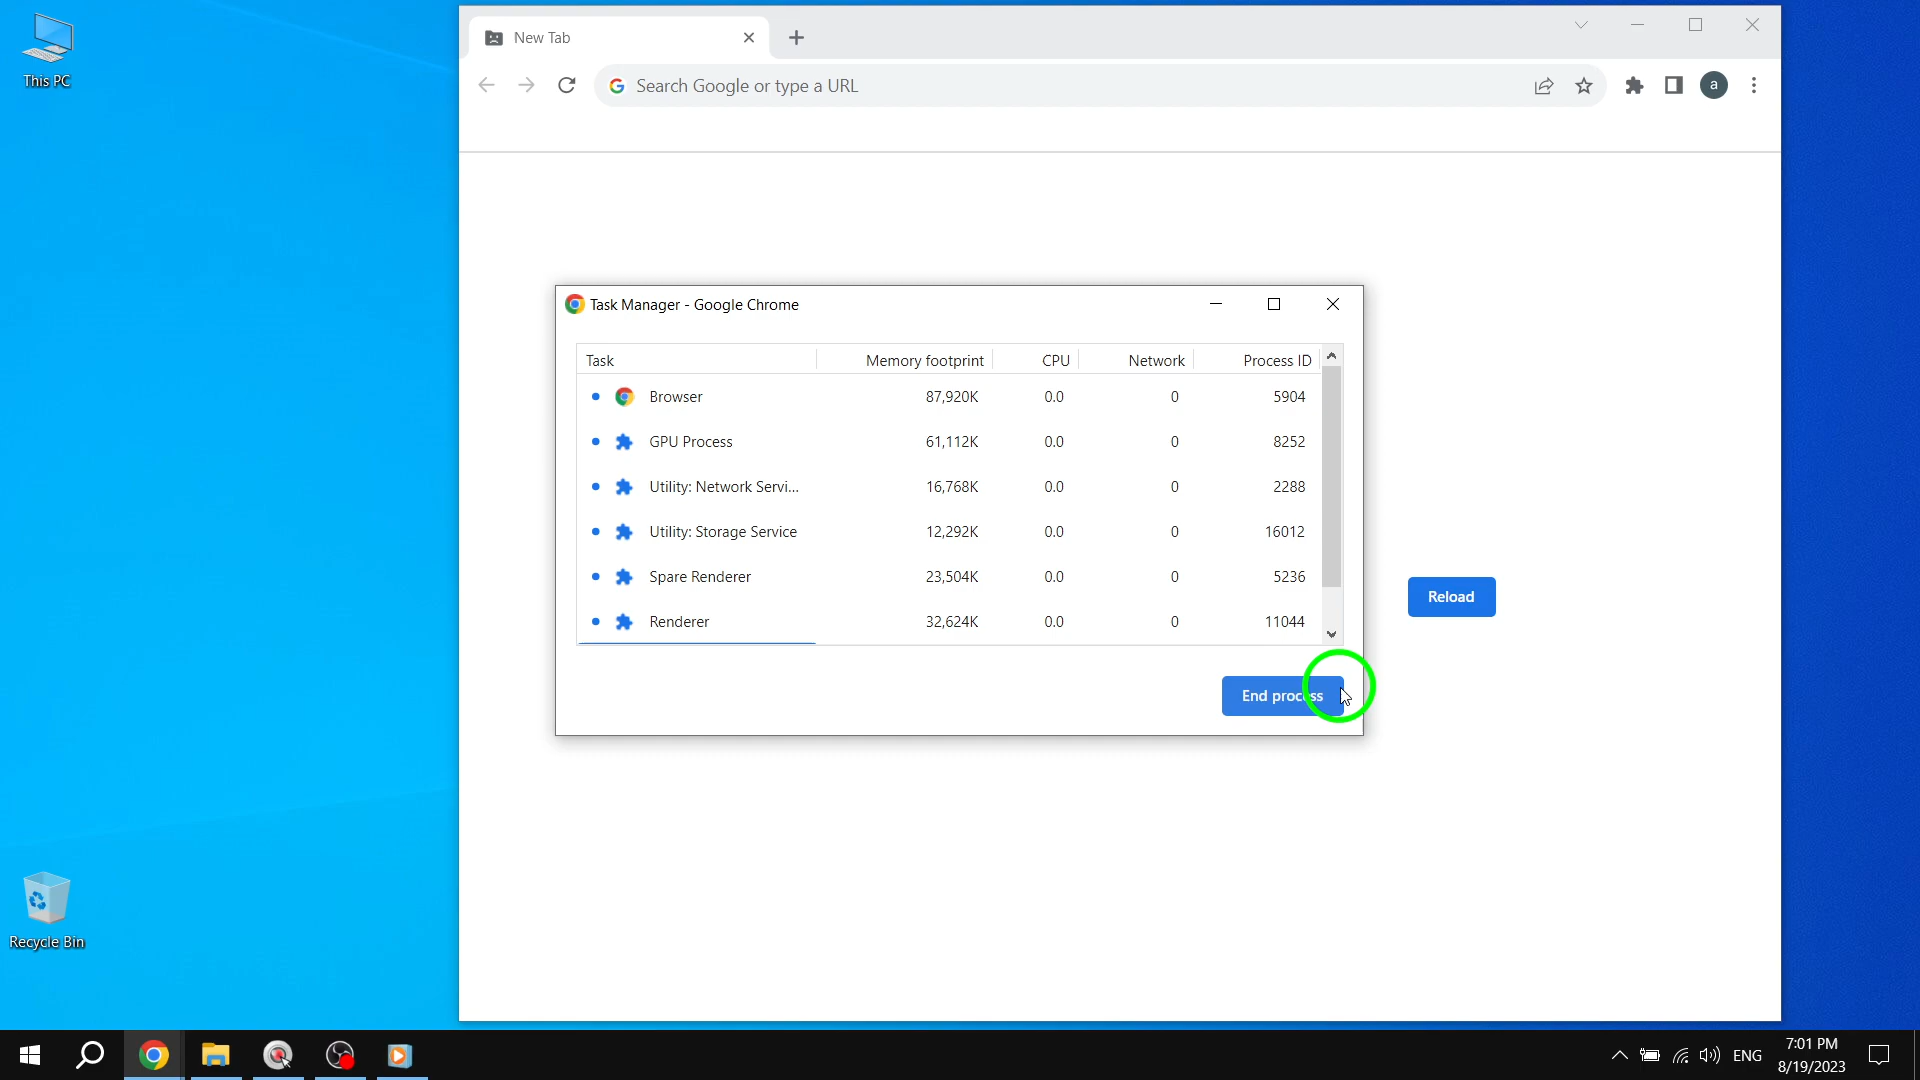 This PC
Recycle Bin
New Tab
Search Google or type a URL
a
Task Manager - Google Chrome
Task Memory footprint CPU Network Process ID
Browser 87,920K 0.0 0 5904
GPU Process 61,112K 0.0 0 8252
Utility: Network Servi... 16,768K 0.0 0 2288
Utility: Storage Service 12,292K 0.0 0 16012
Spare Renderer 23,504K 0.0 0 5236
Renderer 32,624K 0.0 0 11044
End process
Reload
ENG
7:01 PM
8/19/2023